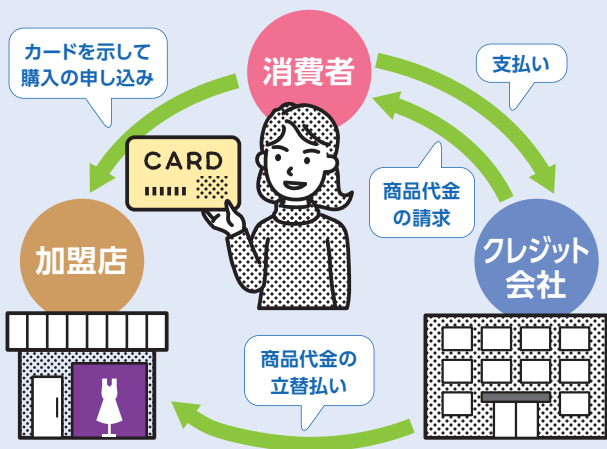 カードを示して
購入の申し込み
消費者
支払い
CARD
商品代金
の請求
加盟店
クレジット
会社
商品代金の
立替払い